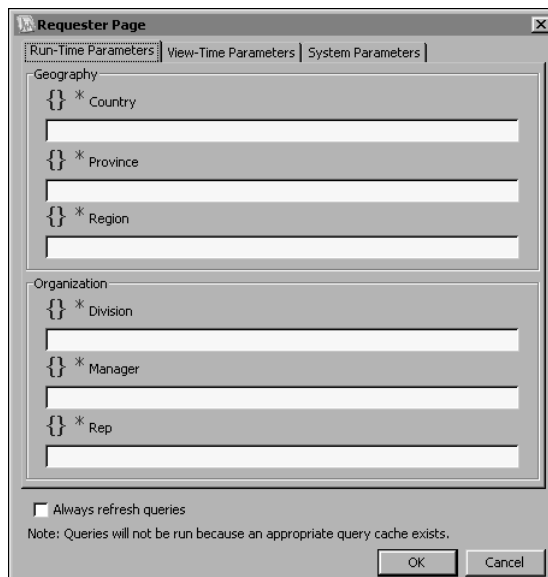 Requester Page
Run-Time Parameters View-Time Parameters System Parameters
Geography
{} * Country
{} * Province
{} * Region
Organization
{} * Division
{} * Manager
{} * Rep
Always refresh queries
Note: Queries will not be run because an appropriate query cache exists.
OK Cancel